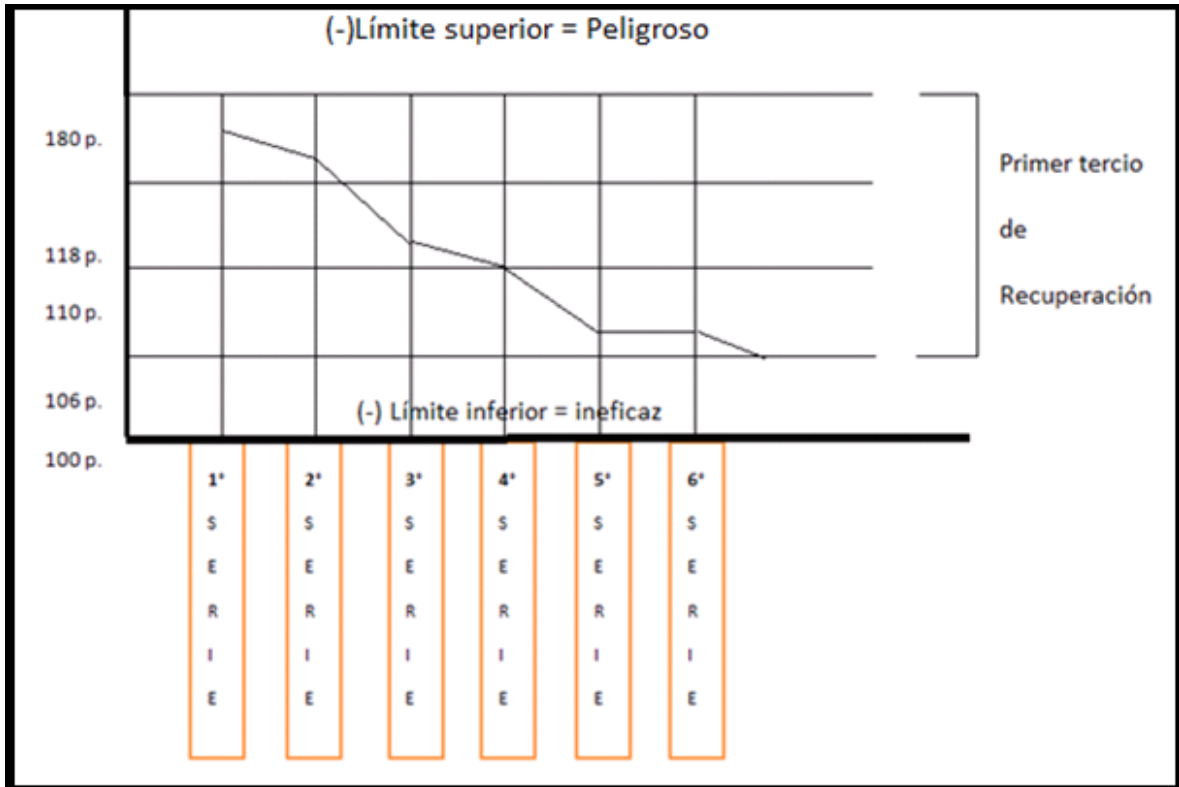 (-)Límite superior = Peligroso
180 p.
Primer tercio
de
Recuperación
118 p.
110 p.
106 p.
(-) Límite inferior = ineficaz
100 p.
1° 2° 3° 4° 5° 6°
S S S S S S
E E E E E E
R R R R R R
I I I I I I
E E E E E E